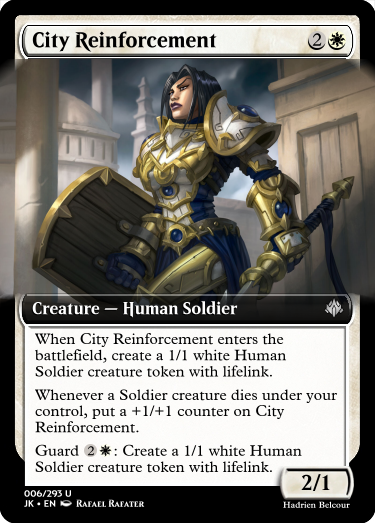 City Reinforcement 2
Creature — Human Soldier
When City Reinforcement enters the
battlefield, create a 1/1 white Human
Soldier creature token with lifelink.
Whenever a Soldier creature dies under your
control, put a +1/+1 counter on City
Reinforcement.
Guard 2: Create a 1/1 white Human
Soldier creature token with lifelink.
2/1
006/293 U
JK • EN Rafael Rafater
Hadrien Belcour